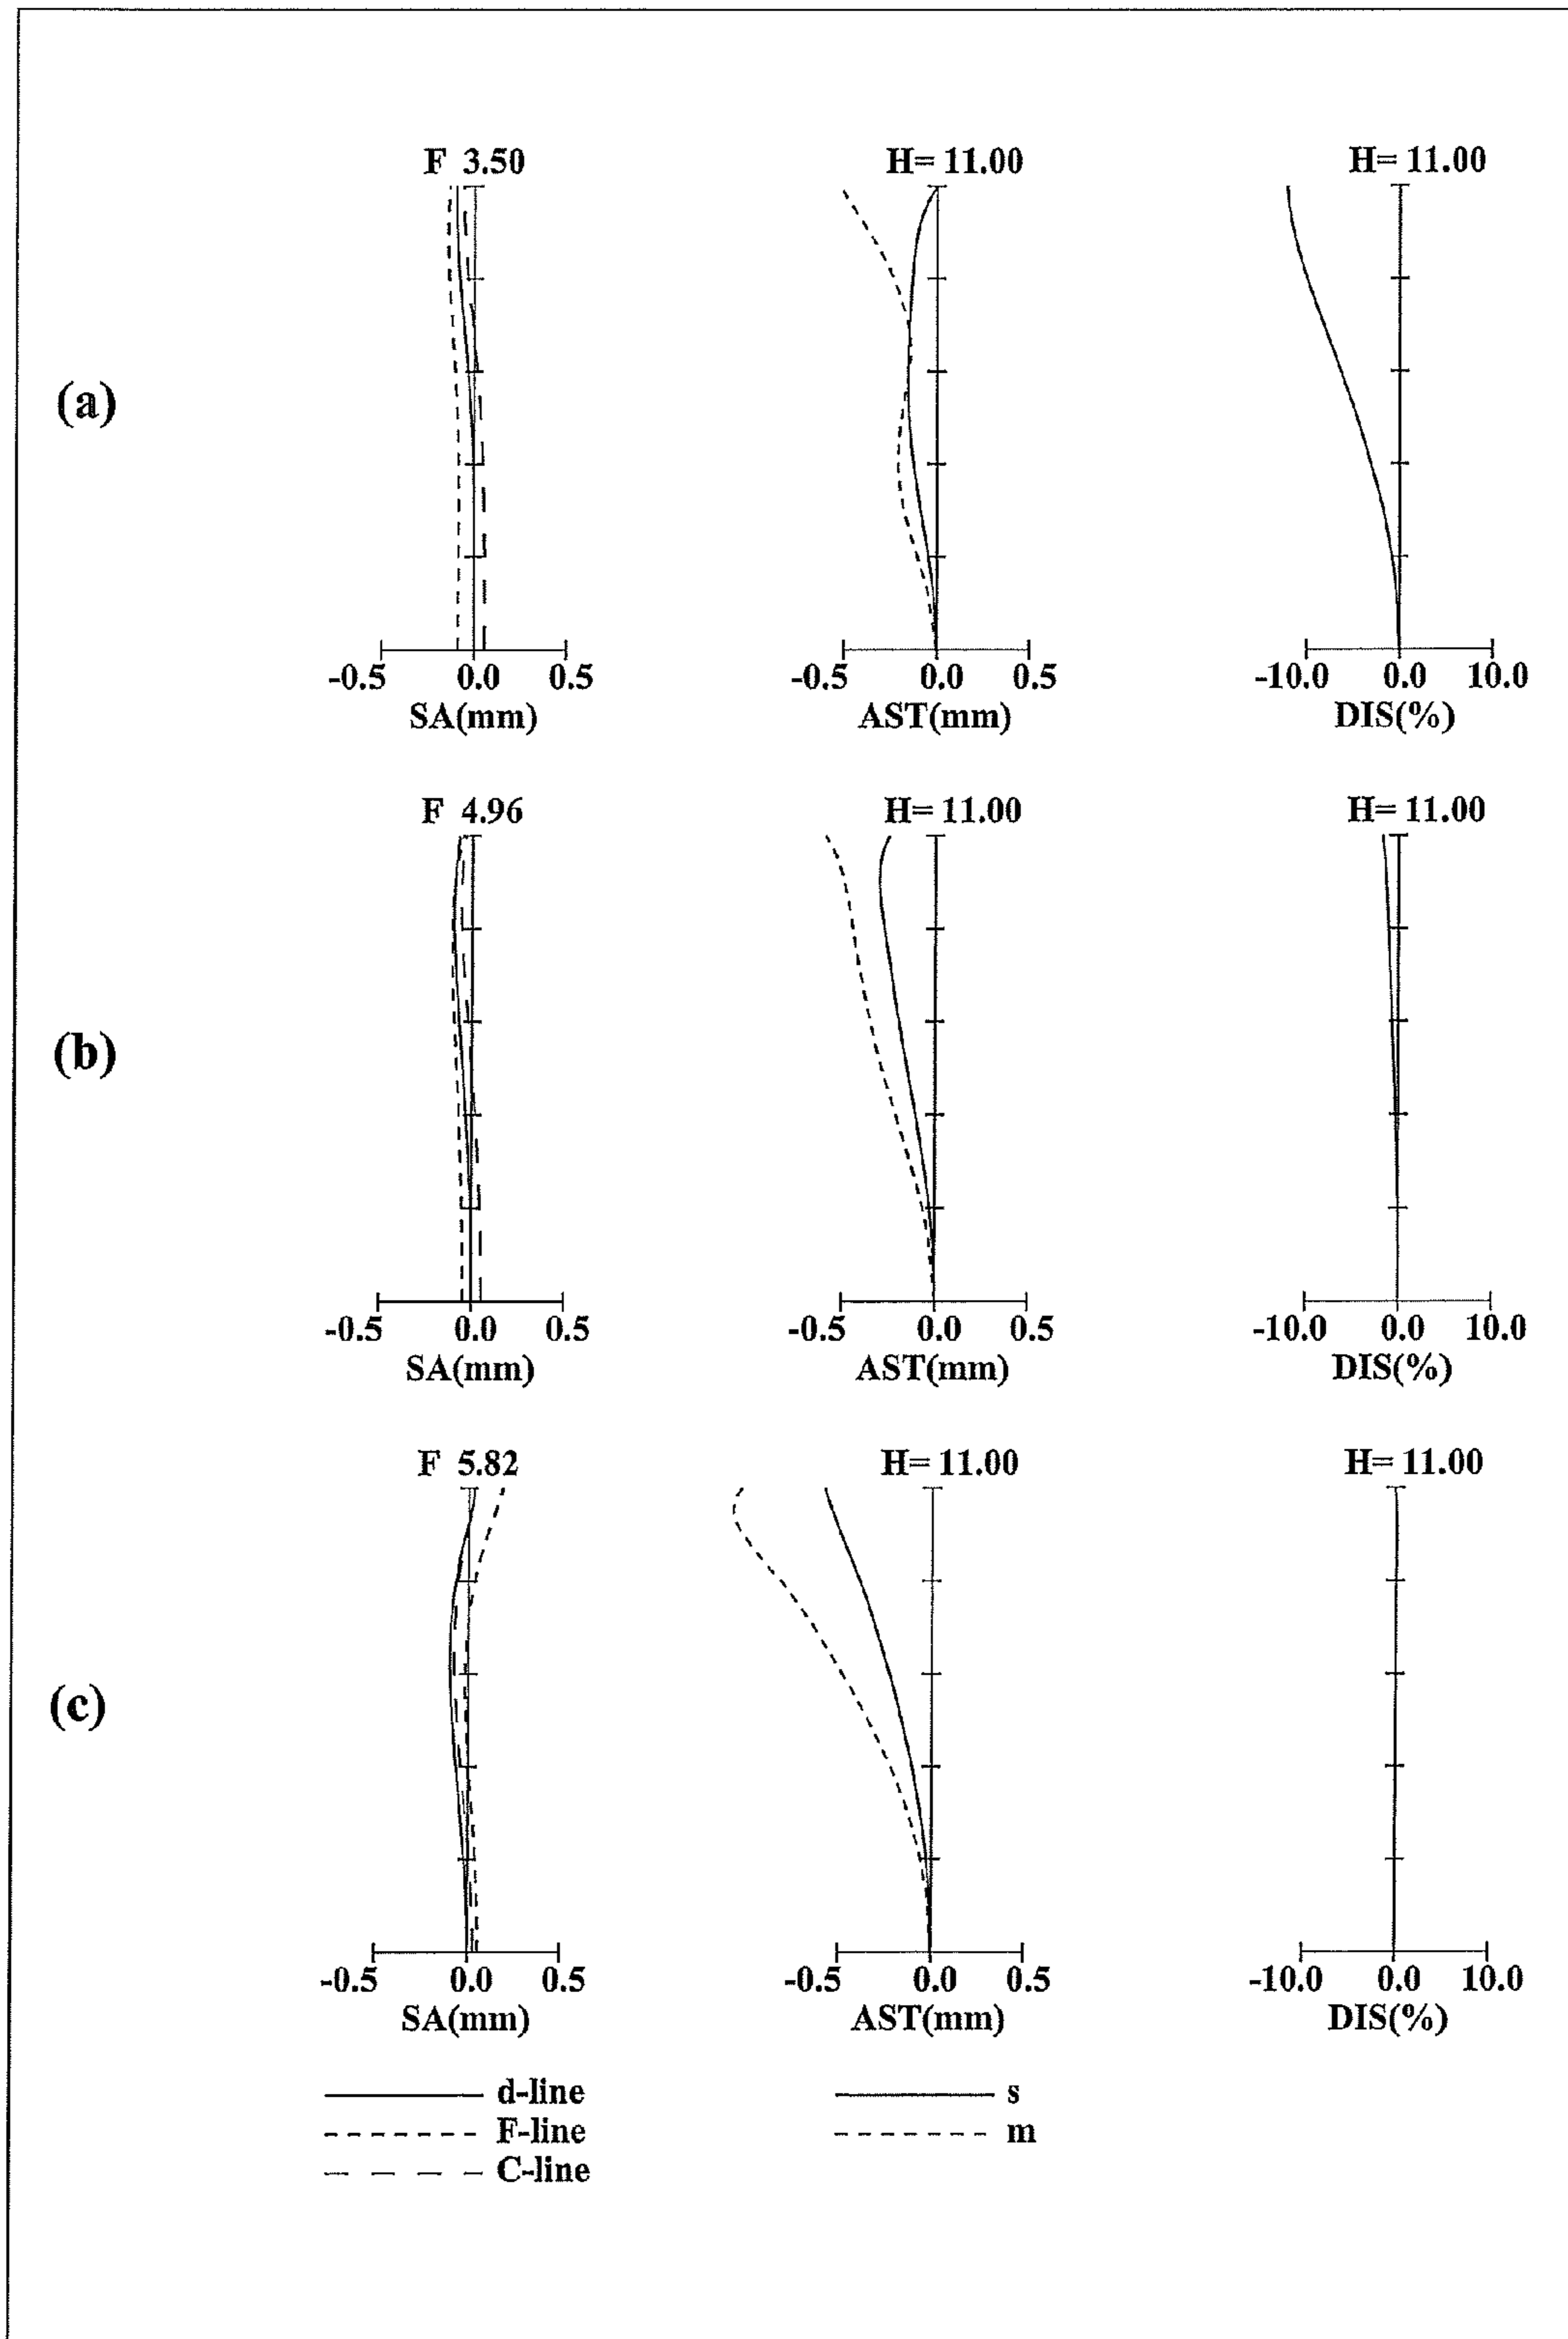 F 3.50 H= 11.00 H= 11.00
(a)
-0.5 0.0 0.5 -0.5 0.0 0.5 -10.0 0.0 10.0
SA(mm) AST(mm) DIS(%)
F 4.96 H= 11.00 H= 11.00
(b)
-0.5 0.0 0.5 -0.5 0.0 0.5 -10.0 0.0 10.0
SA(mm) AST(mm) DIS(%)
F 5.82 H= 11.00 H= 11.00
(c)
-0.5 0.0 0.5 -0.5 0.0 0.5 -10.0 0.0 10.0
SA(mm) AST(mm) DIS(%)
d-line s
F-line m
C-line